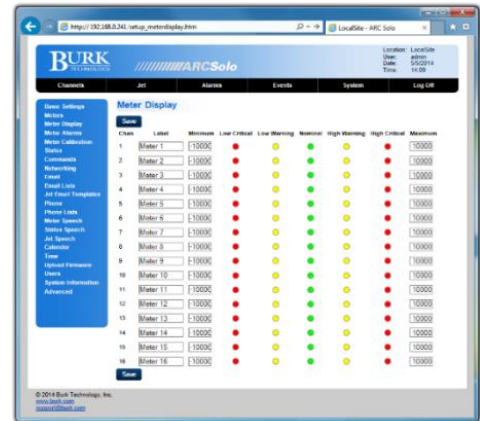 http://192.168.0.241/setup_meterdisplay.htm
LocalSite - ARC Solo
BURK
TECHNOLOGY
ARCSolo
Location: LocalSite
User: admin
Date: 5/5/2014
Time: 14:09
Channels Jet Alarms Events System Log Off
Basic Settings
Meters
Meter Display
Meter Alarms
Meter Calibration
Status
Commands
Networking
Email
Email Lists
Jet Email Templates
Phone
Phone Lists
Meter Speech
Status Speech
Jet Speech
Calendar
Time
Upload Firmware
Users
System Information
Advanced
Meter Display
Save
Chan Label Minimum Low Critical Low Warning Nominal High Warning High Critical Maximum
1 Meter 1 -10000 10000
2 Meter 2 -10000 10000
3 Meter 3 -10000 10000
4 Meter 4 -10000 10000
5 Meter 5 -10000 10000
6 Meter 6 -10000 10000
7 Meter 7 -10000 10000
8 Meter 8 -10000 10000
9 Meter 9 -10000 10000
10 Meter 10 -10000 10000
11 Meter 11 -10000 10000
12 Meter 12 -10000 10000
13 Meter 13 -10000 10000
14 Meter 14 -10000 10000
15 Meter 15 -10000 10000
16 Meter 16 -10000 10000
Save
© 2014 Burk Technology, Inc.
www.burk.com
support@burk.com